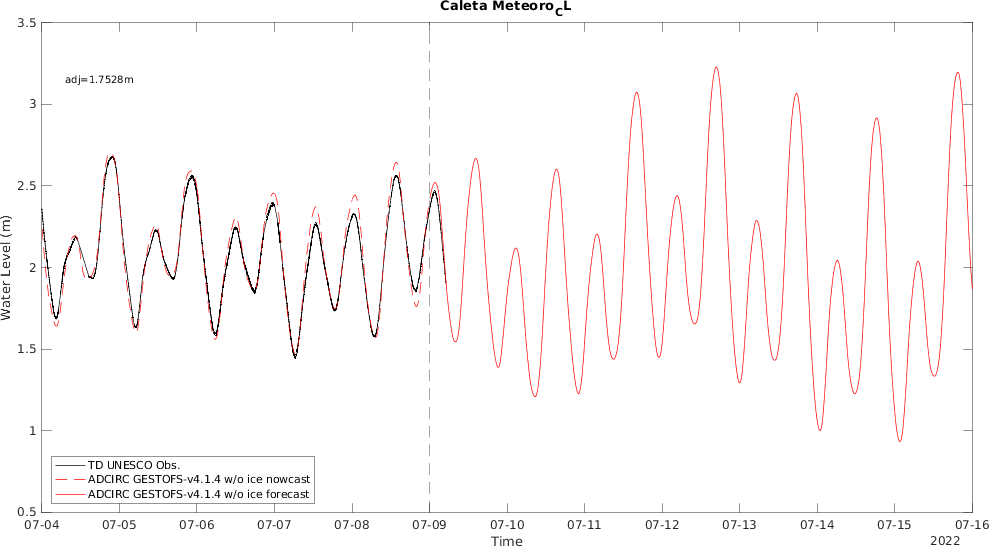 Caleta Meteoro_CL
adj=1.7528m
3.5
3
2.5
2
1.5
1
0.5
Water Level (m)
TD UNESCO Obs.
ADCIRC GESTOFS-v4.1.4 w/o ice nowcast
ADCIRC GESTOFS-v4.1.4 w/o ice forecast
07-04 07-05 07-06 07-07 07-08 07-09 07-10 07-11 07-12 07-13 07-14 07-15 07-16
Time
2022